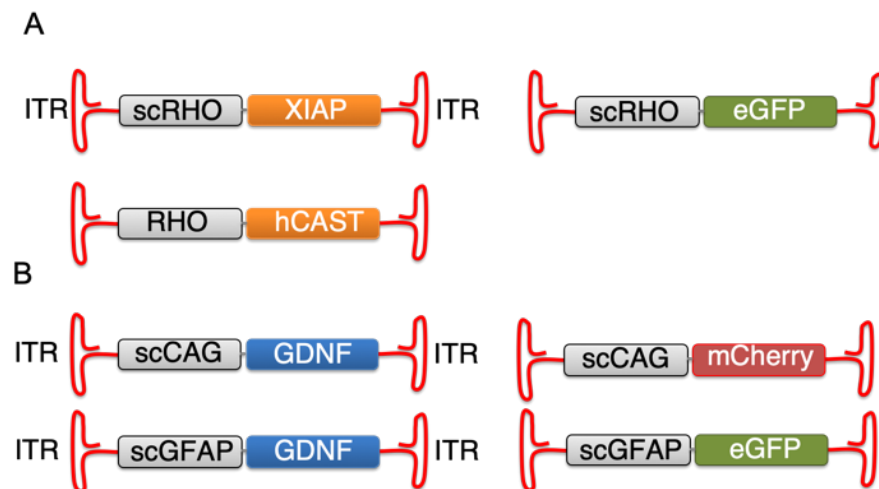 A
ITR scRHO XIAP ITR scRHO eGFP
RHO hCAST
B
ITR scCAG GDNF ITR scCAG mCherry
ITR scGFAP GDNF ITR scGFAP eGFP